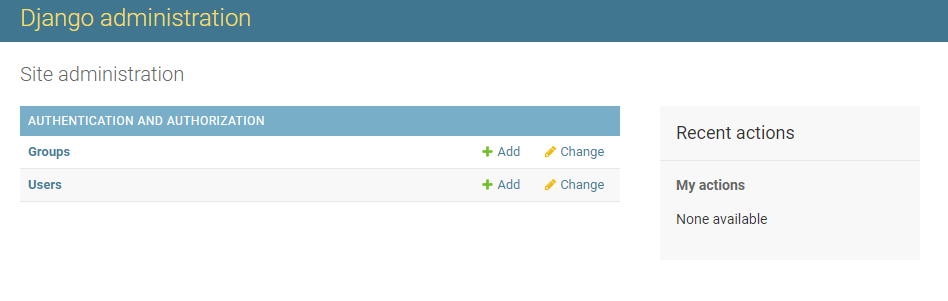 Django administration
Site administration
AUTHENTICATION AND AUTHORIZATION
Groups Add Change
Users Add Change
Recent actions
My actions
None available